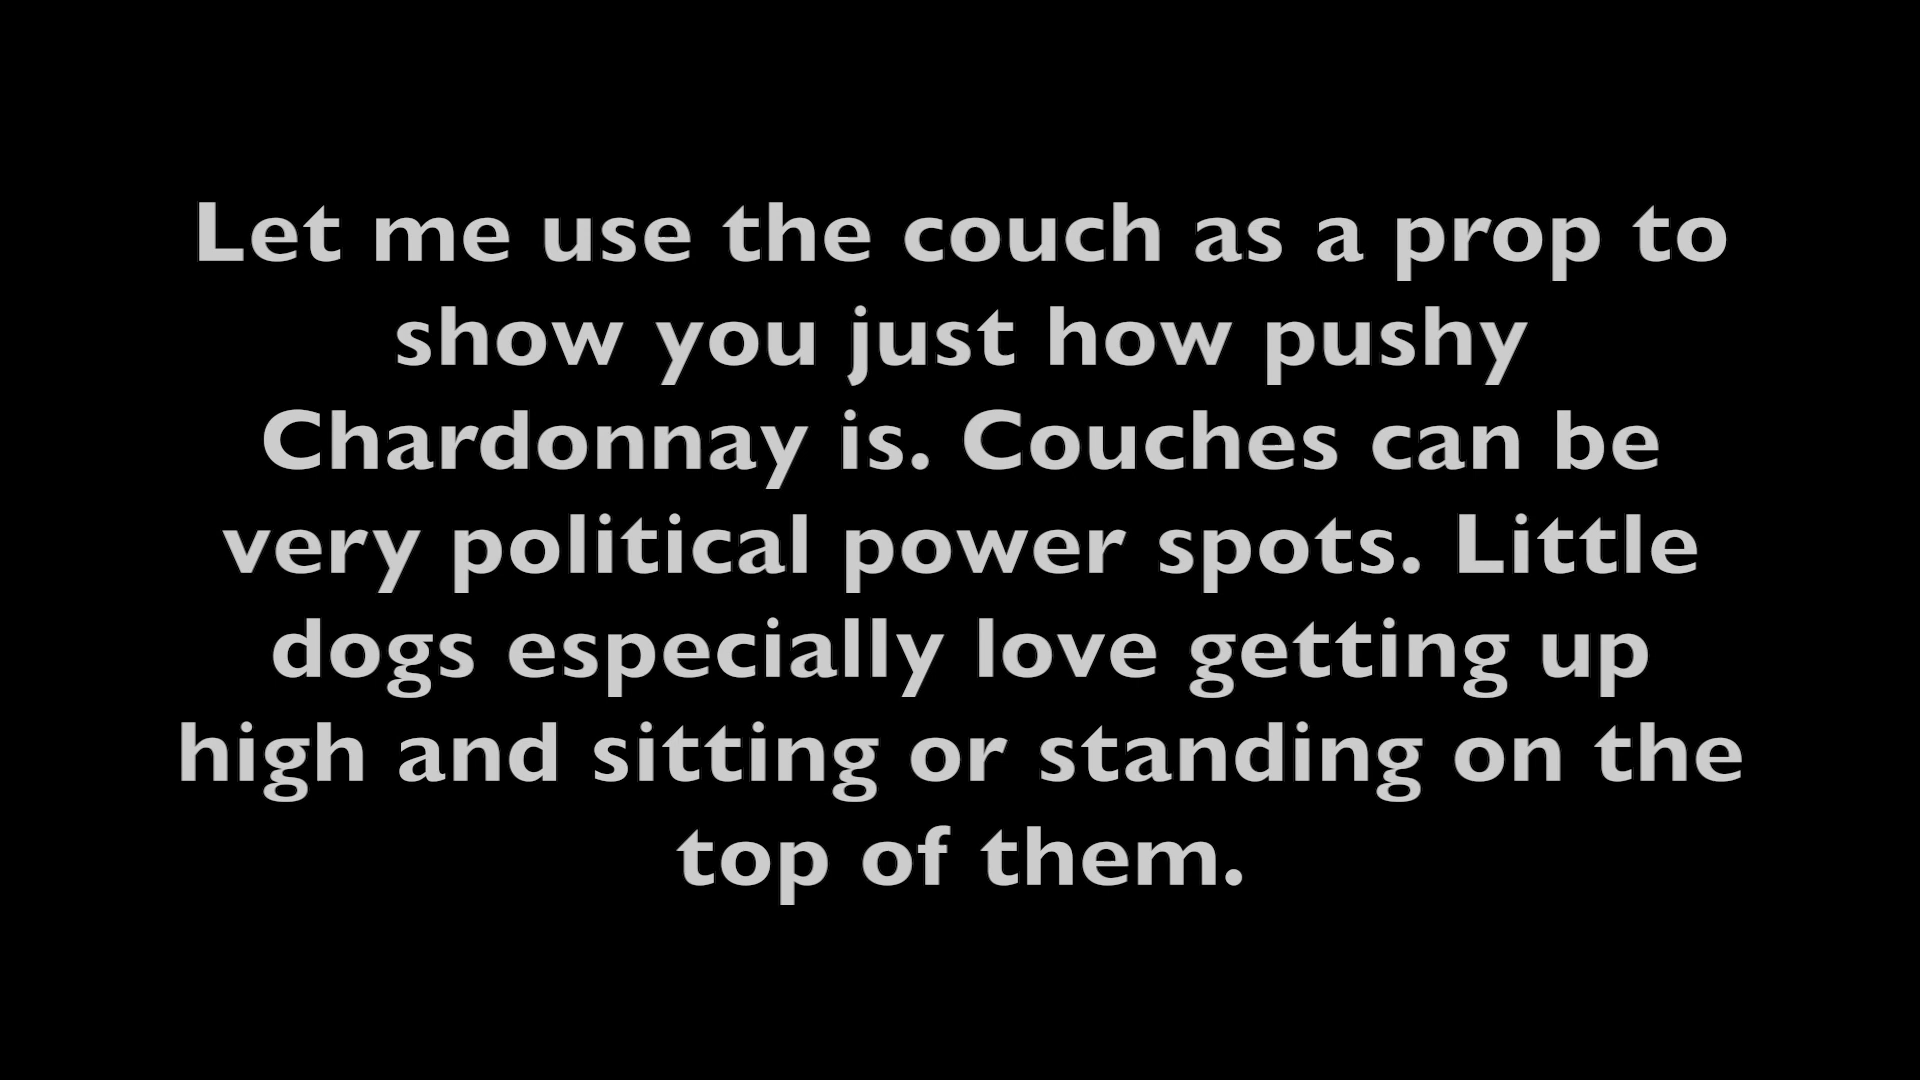 Let me use the couch as a prop to
show you just how pushy
Chardonnay is. Couches can be
very political power spots. Little
dogs especially love getting up
high and sitting or standing on the
top of them.